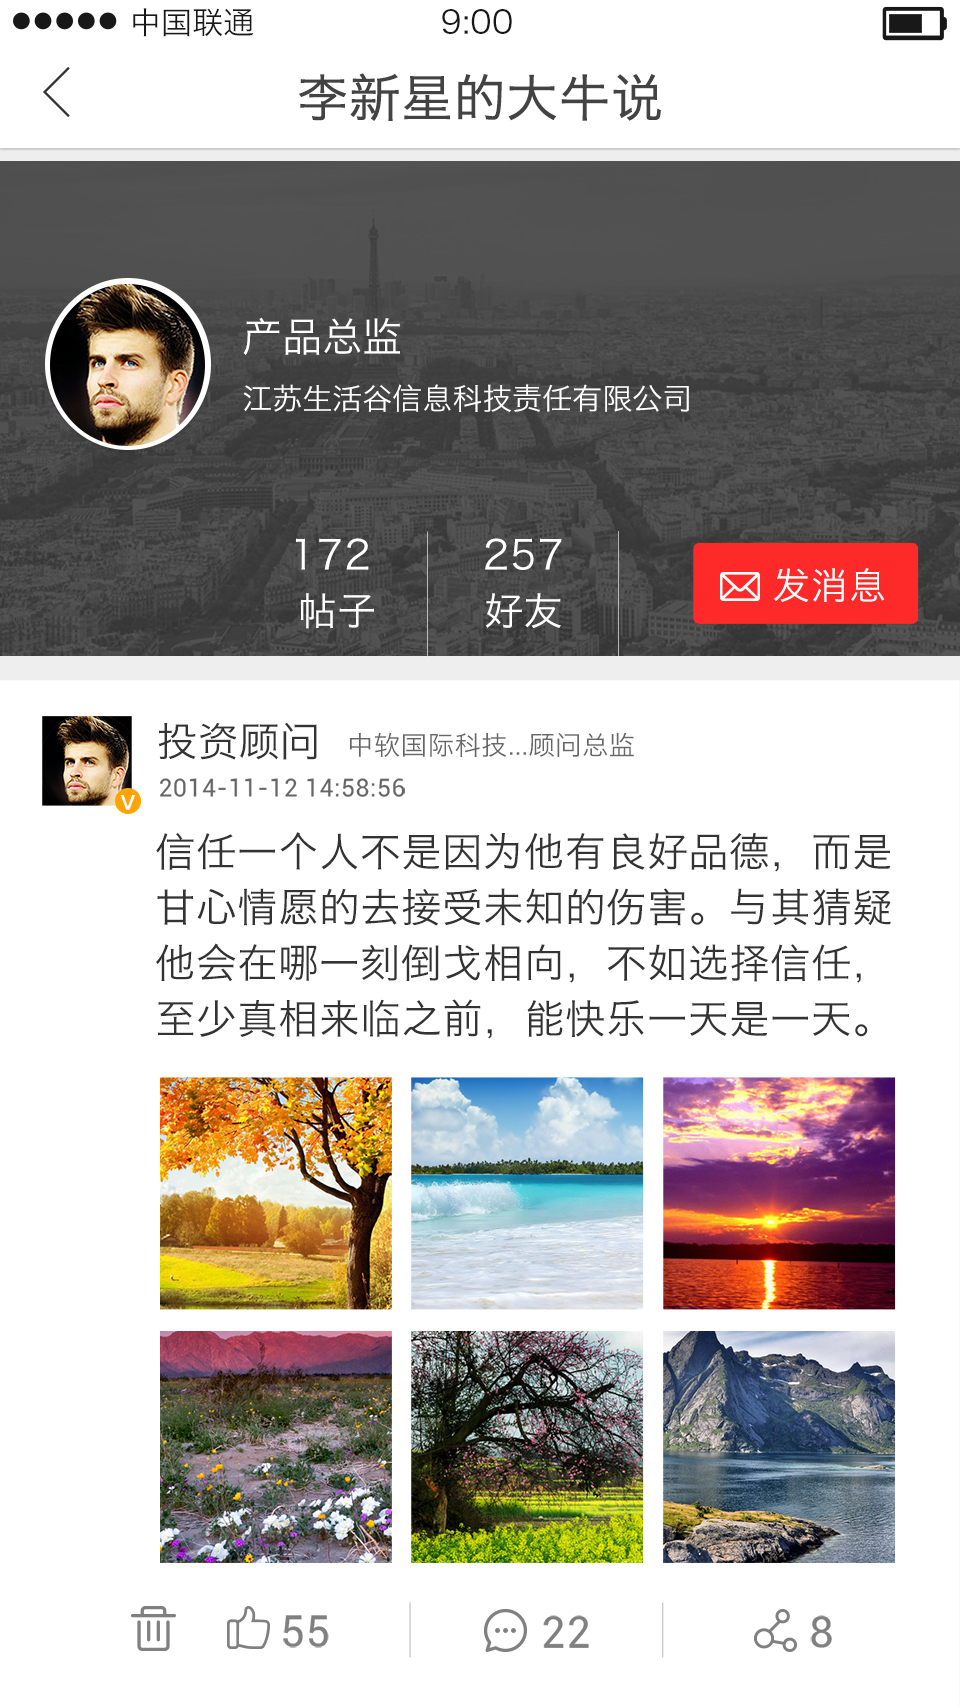 中国联通
9:00
李新星的大牛说
产品总监
江苏生活谷信息科技责任有限公司
172
257
帖子
好友
发消息
投资顾问 中软国际科技...顾问总监
2014-11-12 14:58:56
V
信任一个人不是因为他有良好品德，而是
甘心情愿的去接受未知的伤害。与其猜疑
他会在哪一刻倒戈相向，不如选择信任，
至少真相来临之前，能快乐一天是一天。
55
22
8